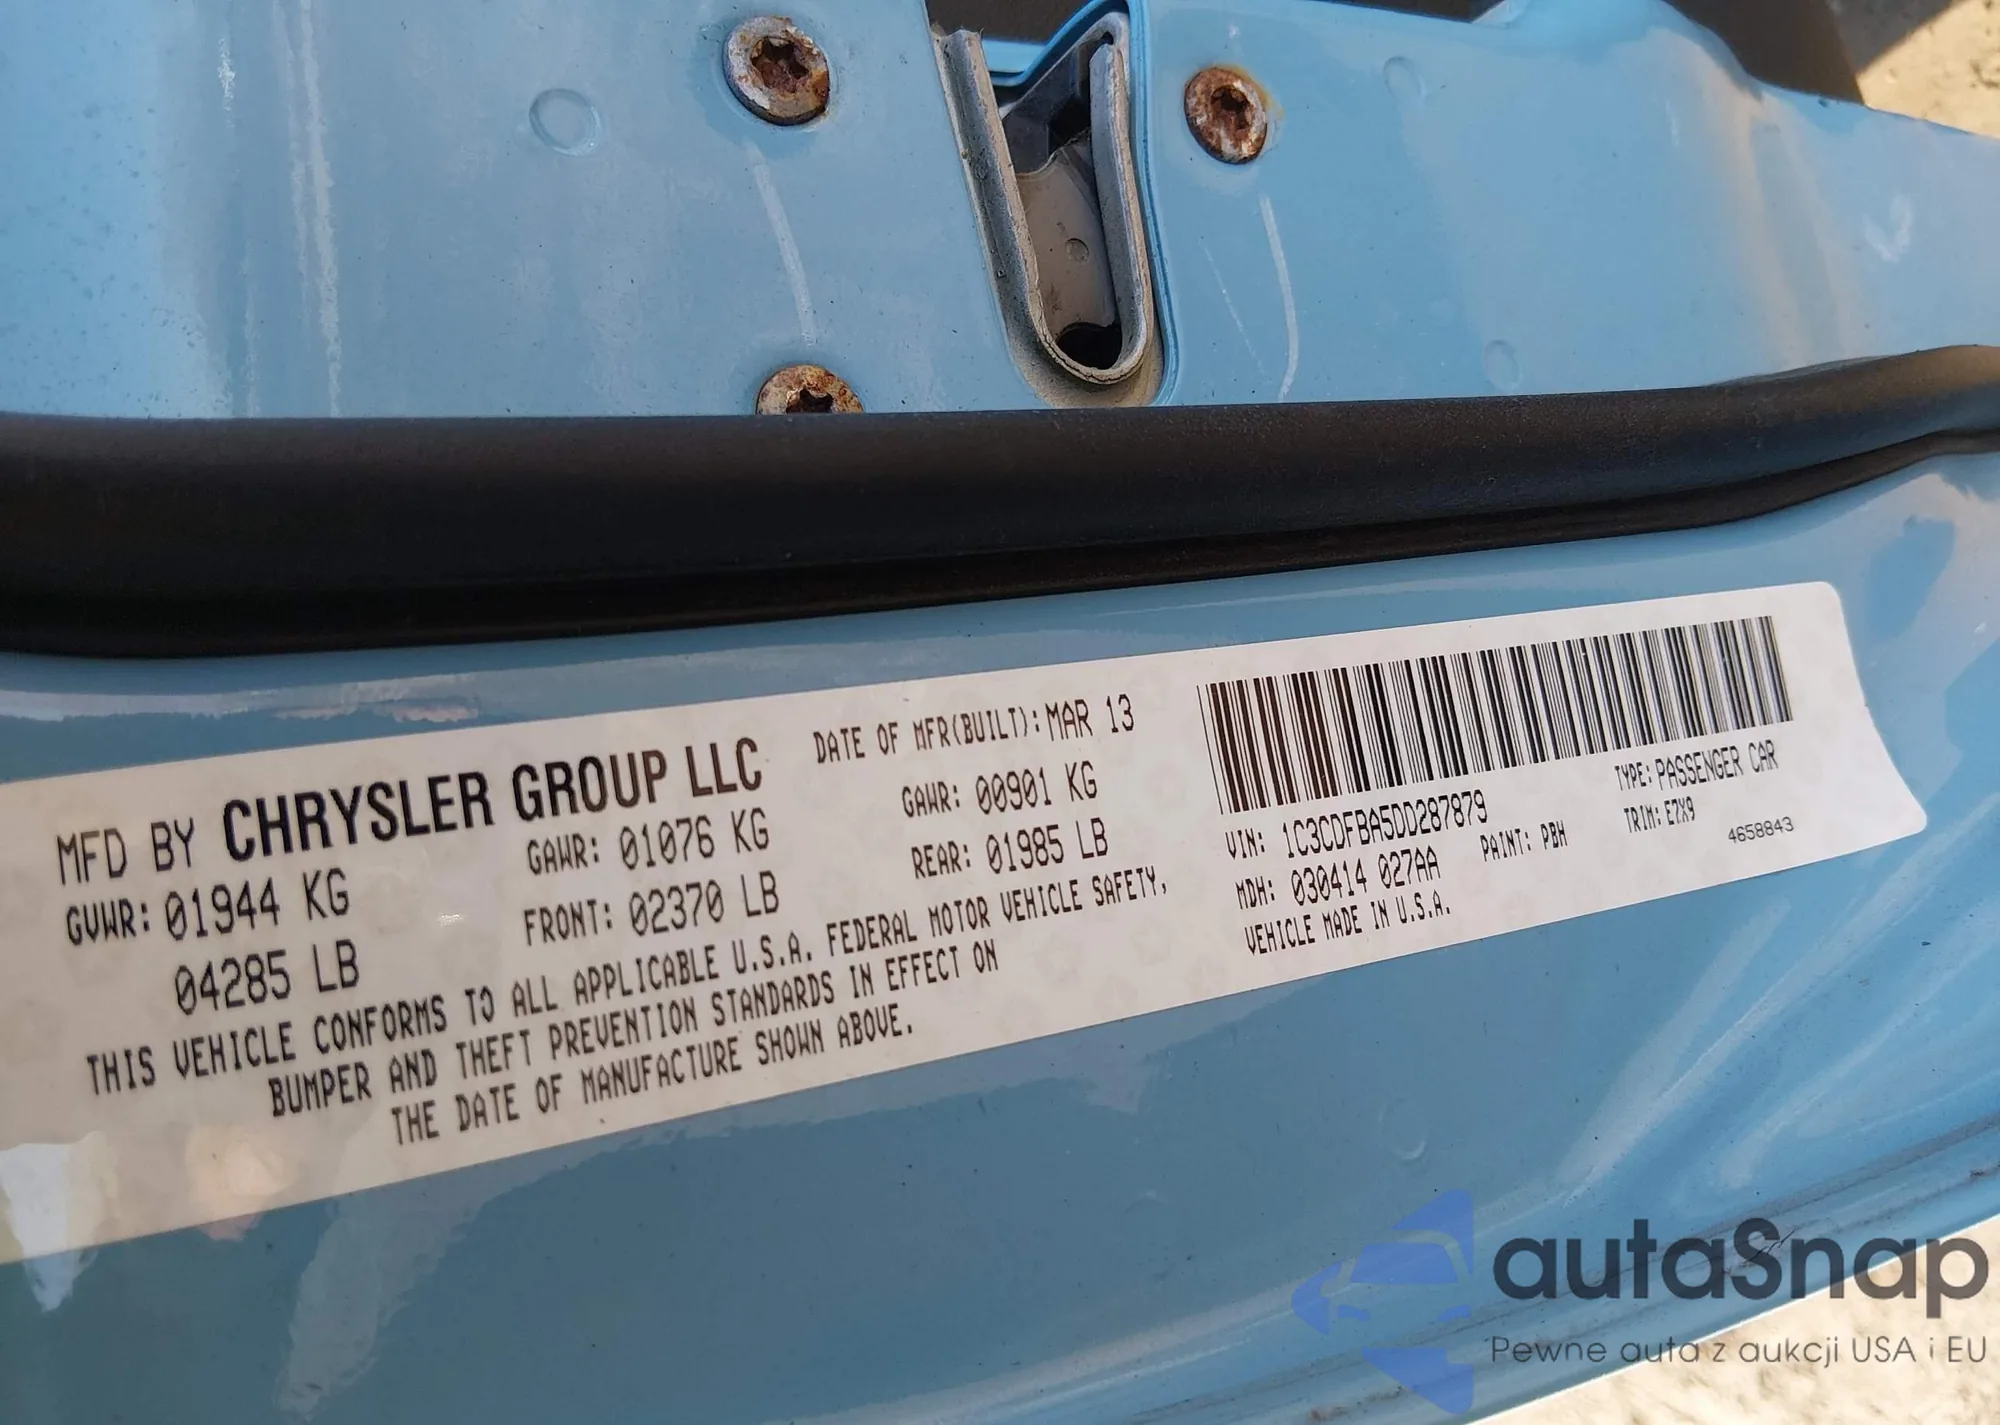 MFD BY CHRYSLER GROUP LLC
DATE OF MFR(BUILT): MAR 13
GVWR: 01944 KG
04285 LB
GAWR: 01076 KG
FRONT: 02370 LB
GAWR: 00901 KG
REAR: 01985 LB
THIS VEHICLE CONFORMS TO ALL APPLICABLE U.S.A. FEDERAL MOTOR VEHICLE SAFETY,
BUMPER AND THEFT PREVENTION STANDARDS IN EFFECT ON
THE DATE OF MANUFACTURE SHOWN ABOVE.
VIN: 1C3CDFBA5DD287879
TYPE: PASSENGER CAR
MDH: 030414 027AA
PAINT: PBH
TRIM: E7X9
VEHICLE MADE IN U.S.A.
4658843
autaSnap
Pewne auta z aukcji USA i EU